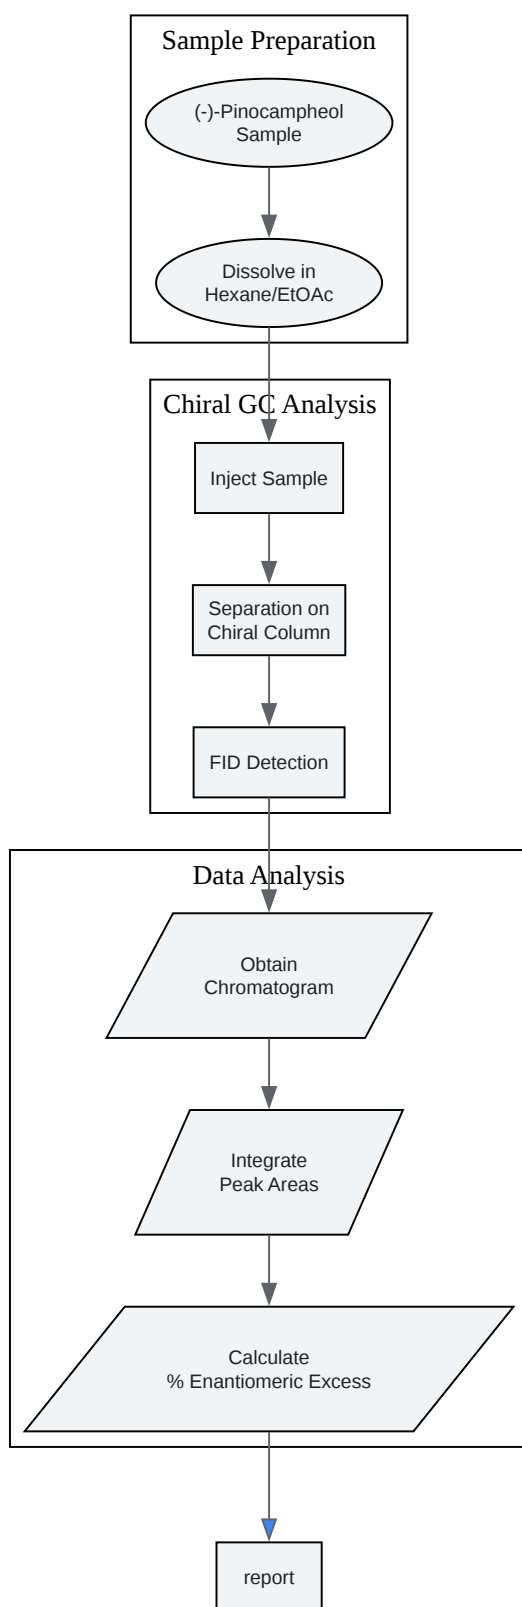 Sample Preparation
(-)-Pinocampheol
Sample
Dissolve in
Hexane/EtOAc
Chiral GC Analysis
Inject Sample
Separation on
Chiral Column
FID Detection
Data Analysis
Obtain
Chromatogram
Integrate
Peak Areas
Calculate
% Enantiomeric Excess
report